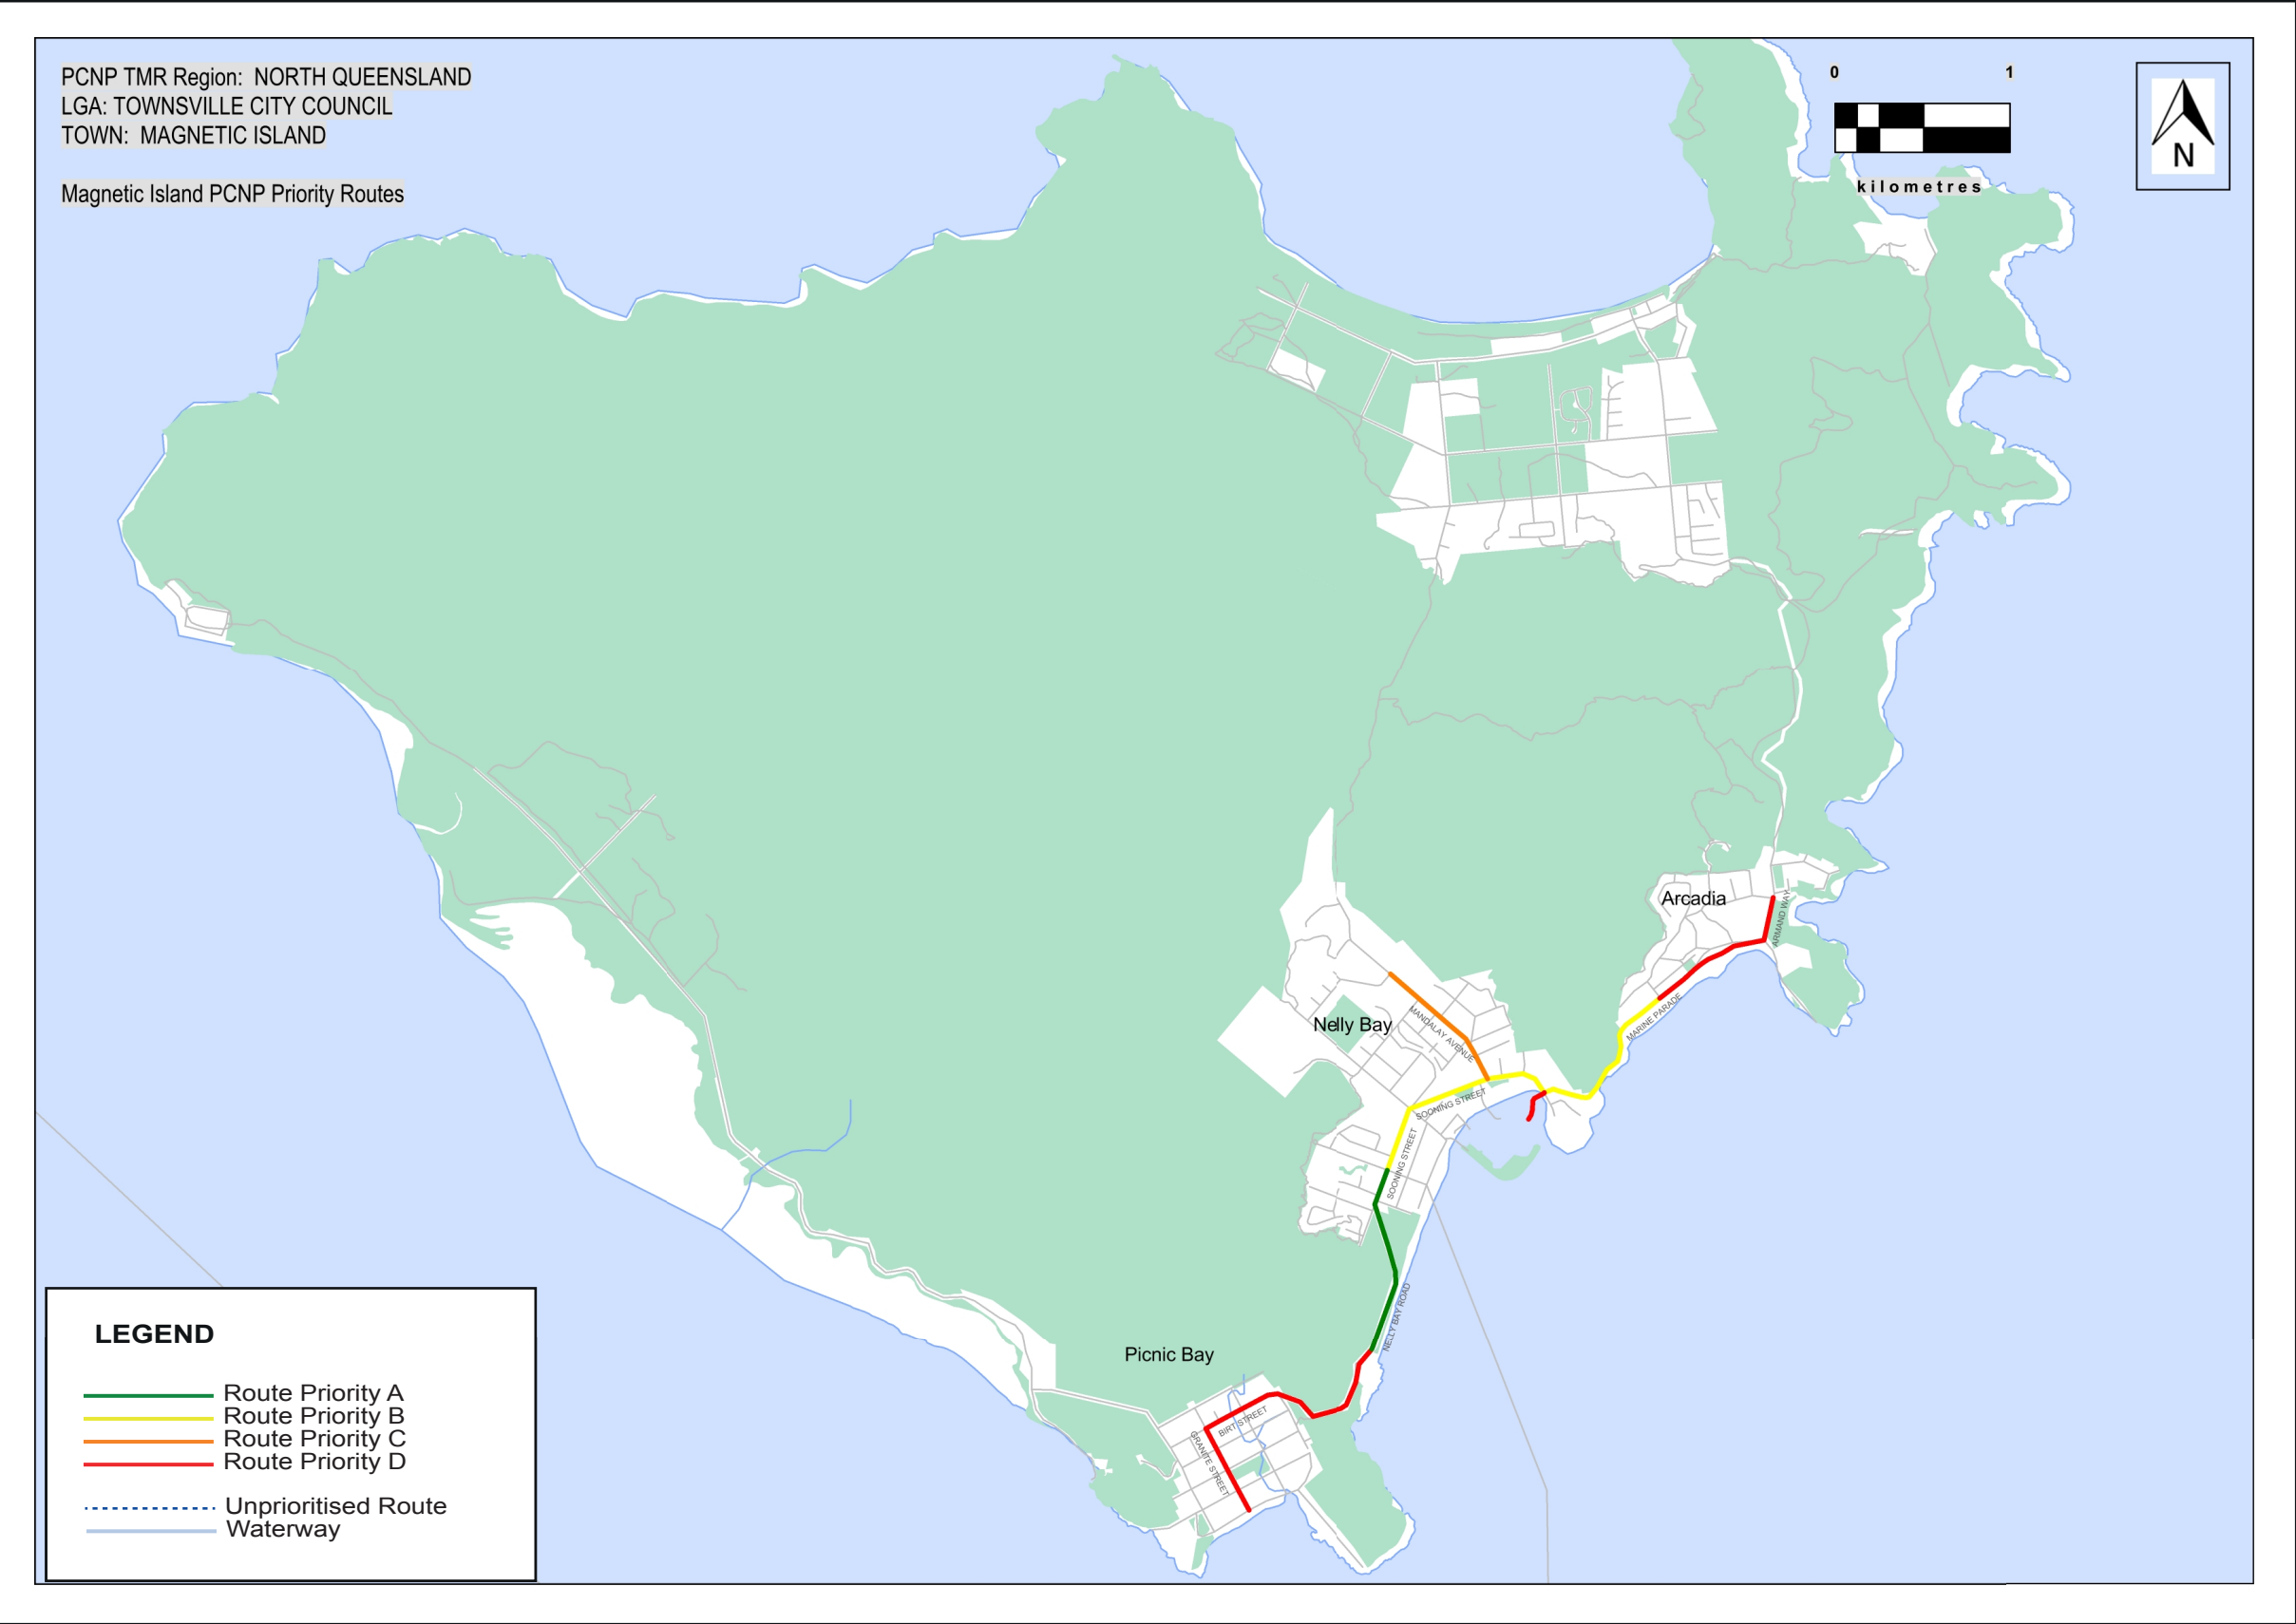 PCNP TMR Region: NORTH QUEENSLAND
LGA: TOWNSVILLE CITY COUNCIL
TOWN: MAGNETIC ISLAND
Magnetic Island PCNP Priority Routes
0 1
kilometres
N
Arcadia
ARMAND WAY
MARINE PARADE
Nelly Bay
MANDALAY AVENUE
SOONING STREET
SOONING STREET
NELLY BAY ROAD
Picnic Bay
BIRT STREET
GRANITE STREET
LEGEND
Route Priority A
Route Priority B
Route Priority C
Route Priority D
Unprioritised Route
Waterway